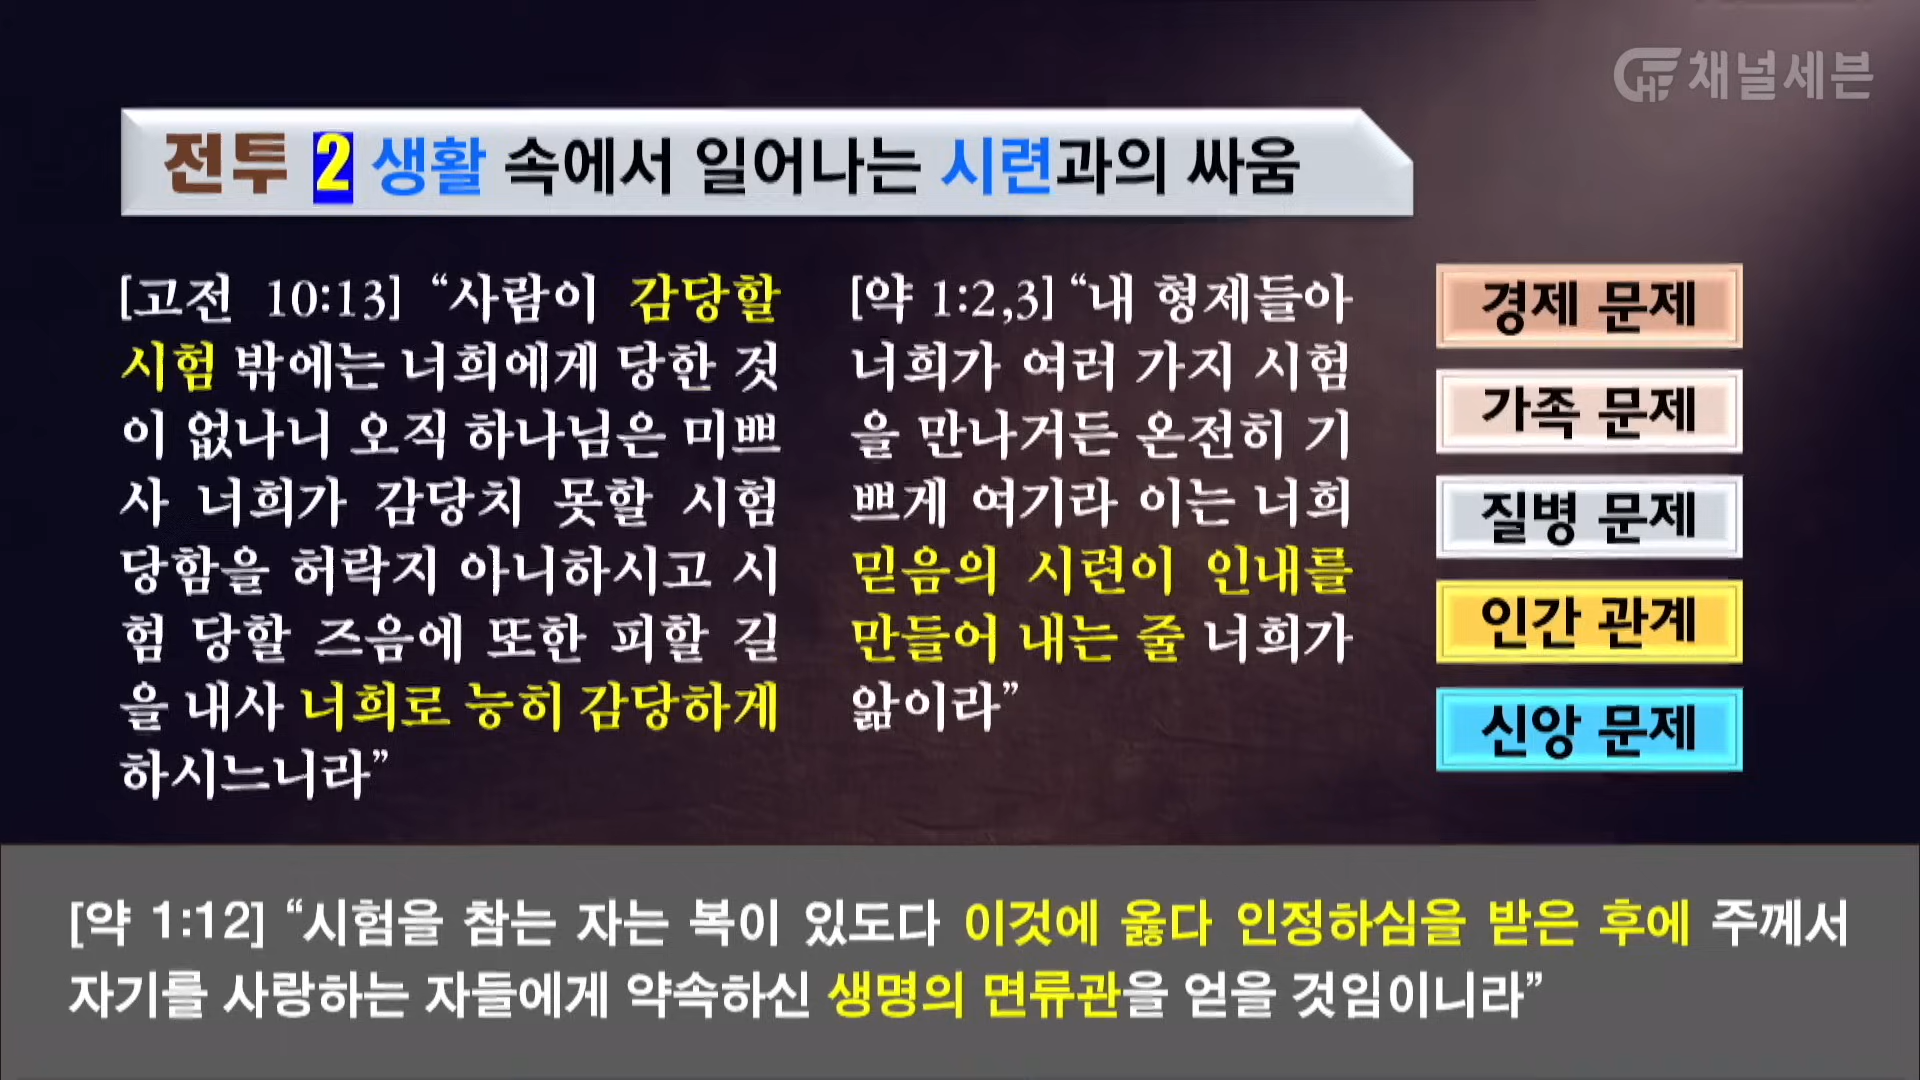 채널세븐
전투 2 생활 속에서 일어나는 시련과의 싸움
[고전 10:13] “사람이 감당할
시험 밖에는 너희에게 당한 것
이 없나니 오직 하나님은 미쁘
사 너희가 감당치 못할 시험
당함을 허락지 아니하시고 시
험 당할 즈음에 또한 피할 길
을 내사 너희로 능히 감당하게
하시느니라”
[약 1:2,3] “내 형제들아
너희가 여러 가지 시험
을 만나거든 온전히 기
쁘게 여기라 이는 너희
믿음의 시련이 인내를
만들어 내는 줄 너희가
앎이라”
경제 문제
가족 문제
질병 문제
인간 관계
신앙 문제
[약 1:12] “시험을 참는 자는 복이 있도다 이것에 옳다 인정하심을 받은 후에 주께서
자기를 사랑하는 자들에게 약속하신 생명의 면류관을 얻을 것임이니라”